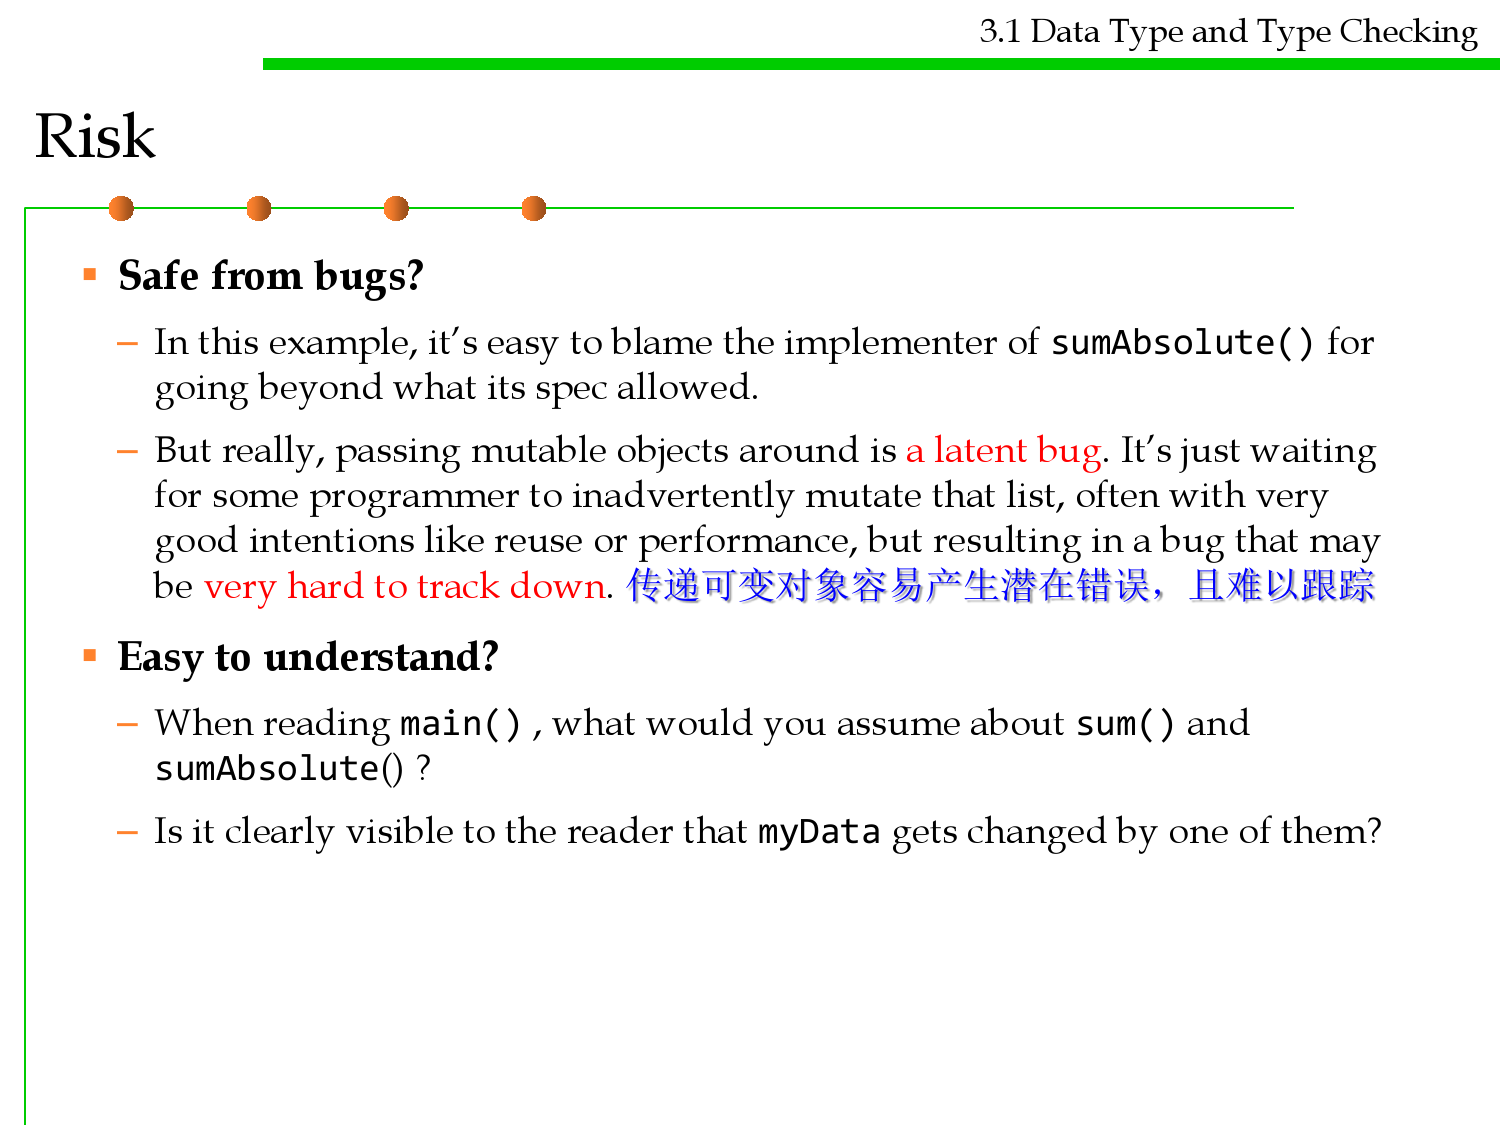 3.1 Data Type and Type Checking
Risk
▪ Safe from bugs?
– In this example, it’s easy to blame the implementer of sumAbsolute() for
going beyond what its spec allowed.
– But really, passing mutable objects around is a latent bug. It’s just waiting
for some programmer to inadvertently mutate that list, often with very
good intentions like reuse or performance, but resulting in a bug that may
be very hard to track down. 传递可变对象容易产生潜在错误，且难以跟踪
▪ Easy to understand?
– When reading main() , what would you assume about sum() and
sumAbsolute() ?
– Is it clearly visible to the reader that myData gets changed by one of them?